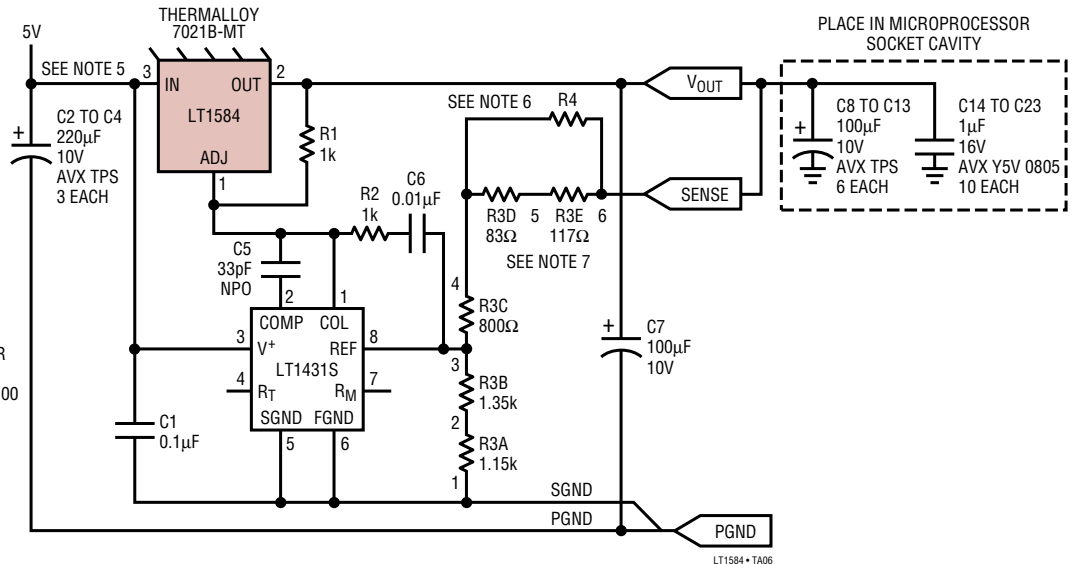 THERMALLOY
7021B-MT
5V
SEE NOTE 5
3
IN
OUT
2
LT1584
ADJ
1
+
C2 TO C4
220µF
10V
AVX TPS
3 EACH
R1
1k
SEE NOTE 6
R4
V_OUT
PLACE IN MICROPROCESSOR
SOCKET CAVITY
+
C8 TO C13
100µF
10V
AVX TPS
6 EACH
C14 TO C23
1µF
16V
AVX Y5V 0805
10 EACH
R2
1k
C6
0.01µF
R3D
83Ω
5
R3E
117Ω
6
SENSE
SEE NOTE 7
C5
33pF
NPO
2
1
COMP
COL
3
V+
REF
8
LT1431S
4
R_T
R_M
7
SGND
FGND
5
6
4
R3C
800Ω
3
R3B
1.35k
2
R3A
1.15k
1
+
C7
100µF
10V
R
00
C1
0.1µF
SGND
PGND
PGND
LT1584 • TA06